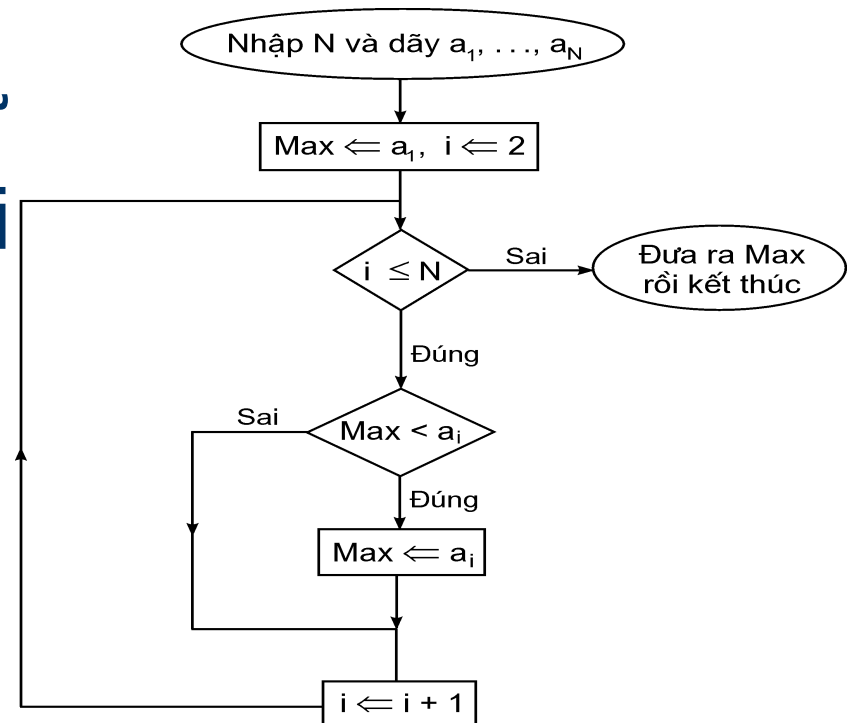 Nhập N và dãy a₁, . . ., aN
Max ⇐ a₁, i ⇐ 2
i ≤ N
Sai
Đưa ra Max
rồi kết thúc
Đúng
Sai
Max < aᵢ
Đúng
Max ⇐ aᵢ
i ⇐ i + 1